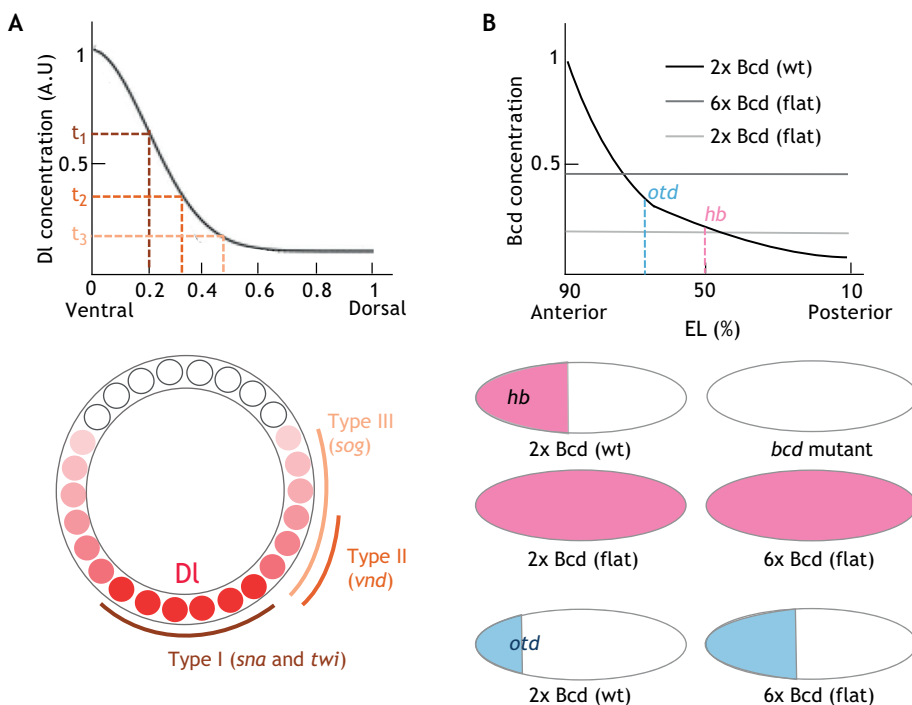 A
Dl concentration (A.U)
1
t1
0.5
t2
t3
0
0.2
0.4
0.6
0.8
1
Ventral
Dorsal
Type III
(sog)
Type II
(vnd)
Dl
Type I (sna and twi)
B
Bcd concentration
1
0.5
2x Bcd (wt)
6x Bcd (flat)
2x Bcd (flat)
otd
hb
90
50
10
Anterior
Posterior
EL (%)
hb
2x Bcd (wt)
bcd mutant
2x Bcd (flat)
6x Bcd (flat)
otd
2x Bcd (wt)
6x Bcd (flat)